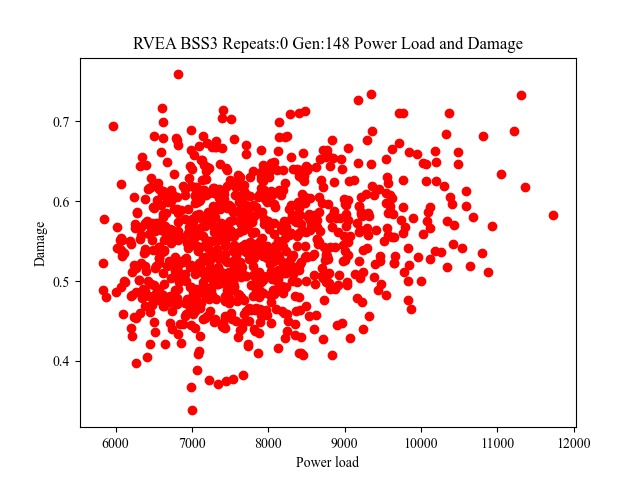 RVEA BSS3 Repeats:0 Gen:148 Power Load and Damage
0.7
0.6
0.5
0.4
Damage
6000 7000 8000 9000 10000 11000 12000
Power load